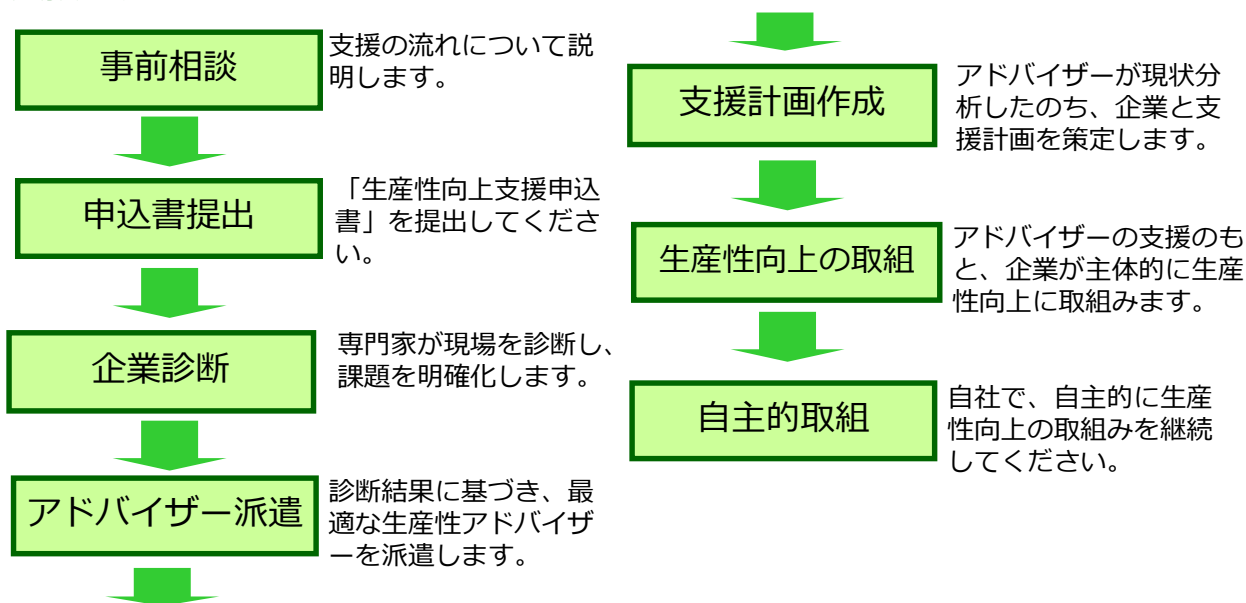 事前相談
支援の流れについて説
明します。
申込書提出
「生産性向上支援申込
書」を提出してくださ
い。
企業診断
専門家が現場を診断し、
課題を明確化します。
アドバイザー派遣
診断結果に基づき、最
適な生産性アドバイザ
ーを派遣します。
支援計画作成
アドバイザーが現状分
析したのち、企業と支
援計画を策定します。
生産性向上の取組
アドバイザーの支援のも
と、企業が主体的に生産
性向上に取組みます。
自主的取組
自社で、自主的に生産
性向上の取組みを継続
してください。